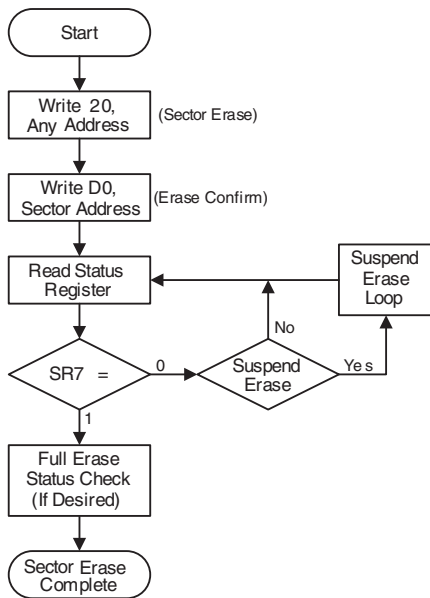 Start
Write 20,
Any Address
(Sector Erase)
Write D0,
Sector Address
(Erase Confirm)
Read Status
Register
Suspend
Erase
Loop
SR7 =
0
Suspend
Erase
No
Yes
1
Full Erase
Status Check
(If Desired)
Sector Erase
Complete